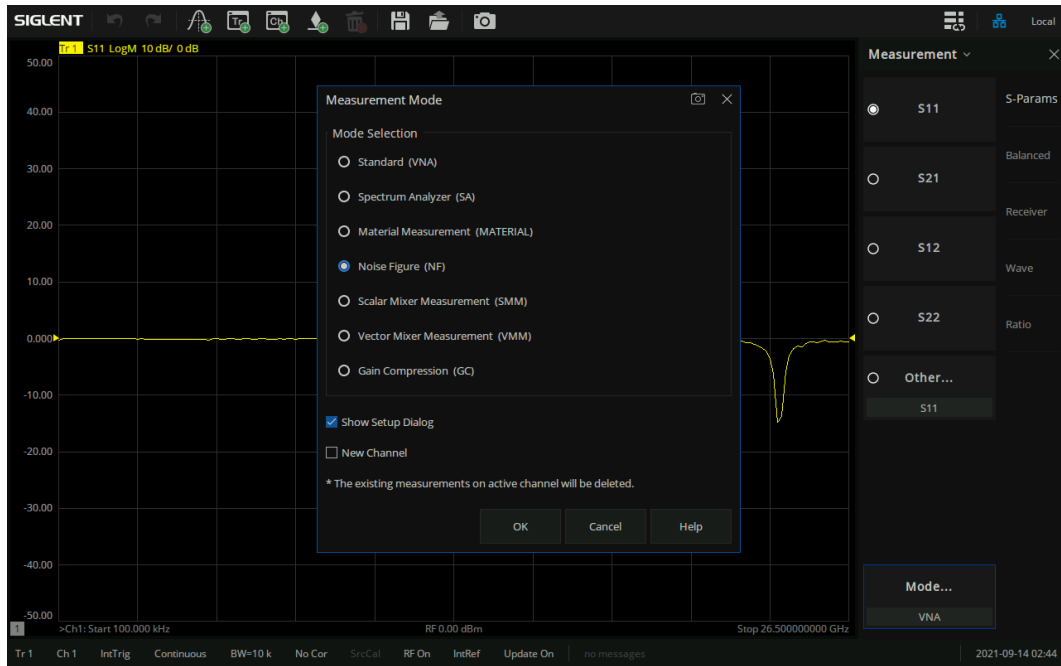 SIGLENT
Tr
Ch
Local
Tr 1 S11 LogM 10 dB/ 0 dB
50.00
40.00
30.00
20.00
10.00
0.000
-10.00
-20.00
-30.00
-40.00
-50.00
Measurement Mode
Mode Selection
Standard (VNA)
Spectrum Analyzer (SA)
Material Measurement (MATERIAL)
Noise Figure (NF)
Scalar Mixer Measurement (SMM)
Vector Mixer Measurement (VMM)
Gain Compression (GC)
Show Setup Dialog
New Channel
* The existing measurements on active channel will be deleted.
OK Cancel Help
Measurement
S11
S21
S12
S22
Other...
S11
S-Params
Balanced
Receiver
Wave
Ratio
Mode...
VNA
1 >Ch1: Start 100.000 kHz RF 0.00 dBm Stop 26.500000000 GHz
Tr 1 Ch 1 IntTrig Continuous BW=10 k No Cor SrcCal RF On IntRef Update On no messages 2021-09-14 02:44